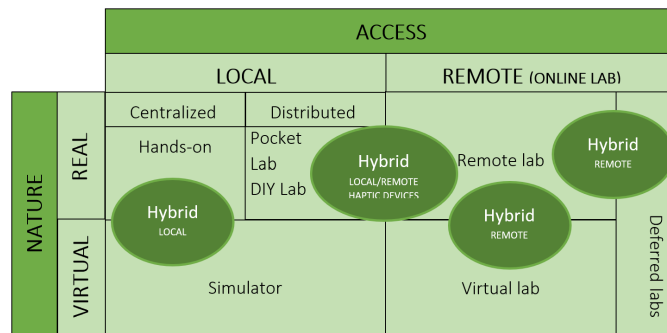 ACCESS
LOCAL
REMOTE (ONLINE LAB)
NATURE
REAL
Centralized
Distributed
Hands-on
Pocket
Lab
DIY Lab
Hybrid
LOCAL/REMOTE
HAPTIC DEVICES
Remote lab
Hybrid
REMOTE
Hybrid
LOCAL
Hybrid
REMOTE
VIRTUAL
Simulator
Virtual lab
Deferred labs